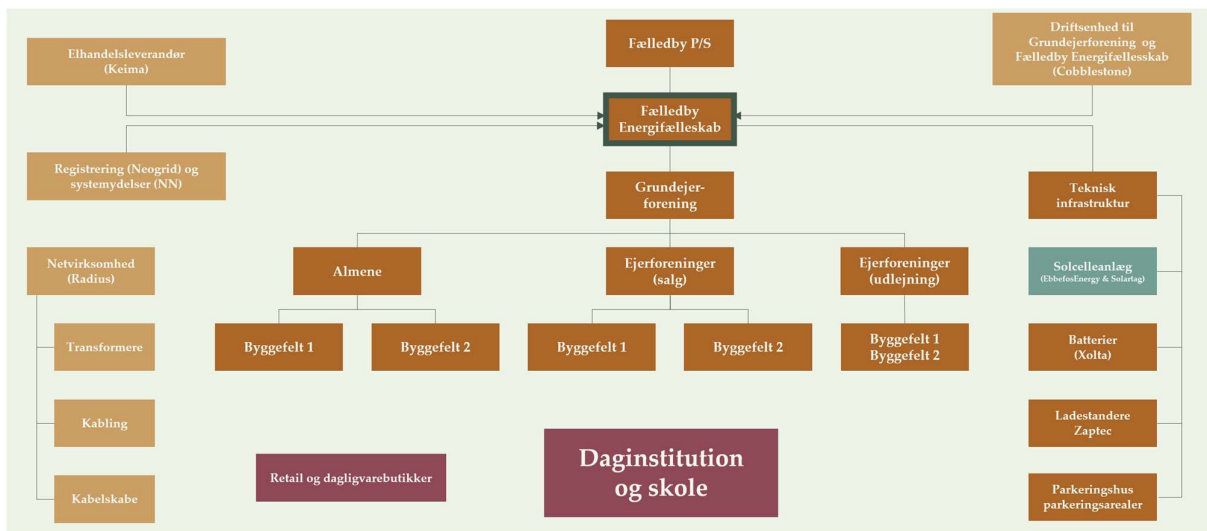 Elhandelsleverandør
(Keima)
Fælledby P/S
Driftsenhed til
Grundejerforening og
Fælledby Energifællesskab
(Cobblestone)
Fælledby
Energifælleskab
Registrering (Neogrid) og
systemydelser (NN)
Grundejer-
forening
Teknisk
infrastruktur
Netvirksomhed
(Radius)
Almene
Ejerforeninger
(salg)
Ejerforeninger
(udlejning)
Solcelleanlæg
(EbbefosEnergy & Solartag)
Transformere
Byggefelt 1
Byggefelt 2
Byggefelt 1
Byggefelt 2
Byggefelt 1
Byggefelt 2
Batterier
(Xolta)
Kabling
Ladestandere
Zaptec
Retail og dagligvarebutikker
Daginstitution
og skole
Kabelskabe
Parkeringshus
parkeringsarealer